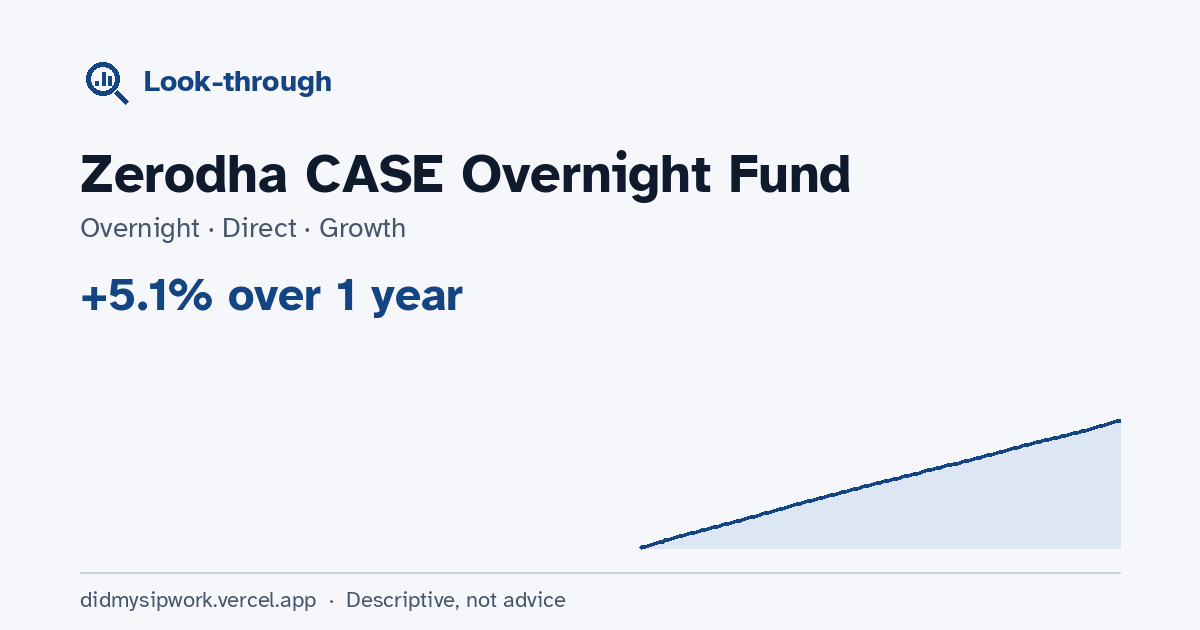 Look-through
Zerodha CASE Overnight Fund
Overnight · Direct · Growth
+5.1% over 1 year
didmysipwork.vercel.app · Descriptive, not advice